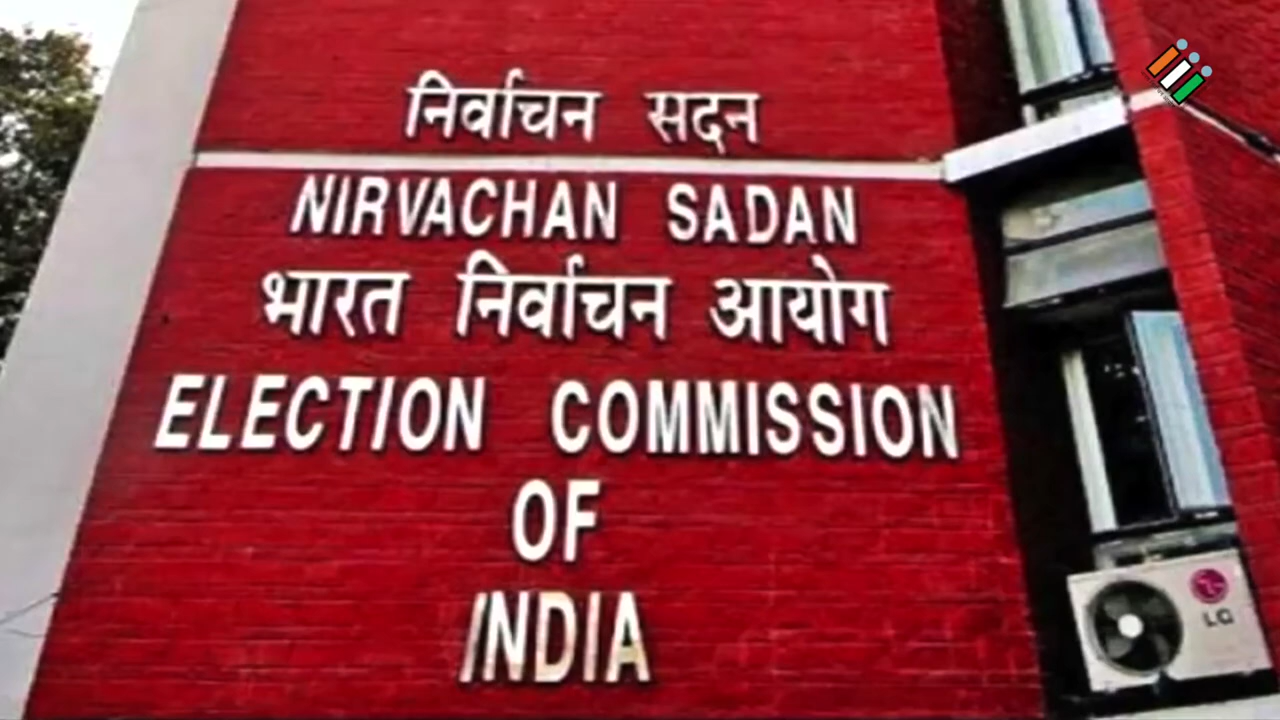 निर्वाचन सदन
NIRVACHAN SADAN
भारत निर्वाचन आयोग
ELECTION COMMISSION
OF
INDIA
LG